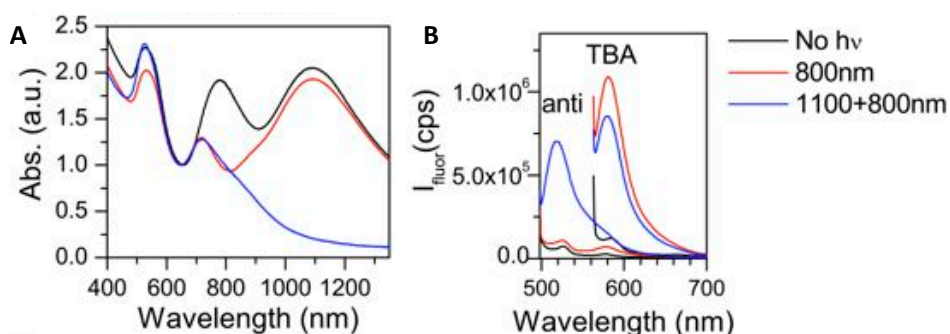 A
B
Abs. (a.u.)
2.5
2.0
1.5
1.0
0.5
0.0
400 600 800 1000 1200
Wavelength (nm)
I fluor (cps)
1.0x10⁶
5.0x10⁵
0.0
TBA
anti
500 600 700
Wavelength (nm)
No hν
800nm
1100+800nm